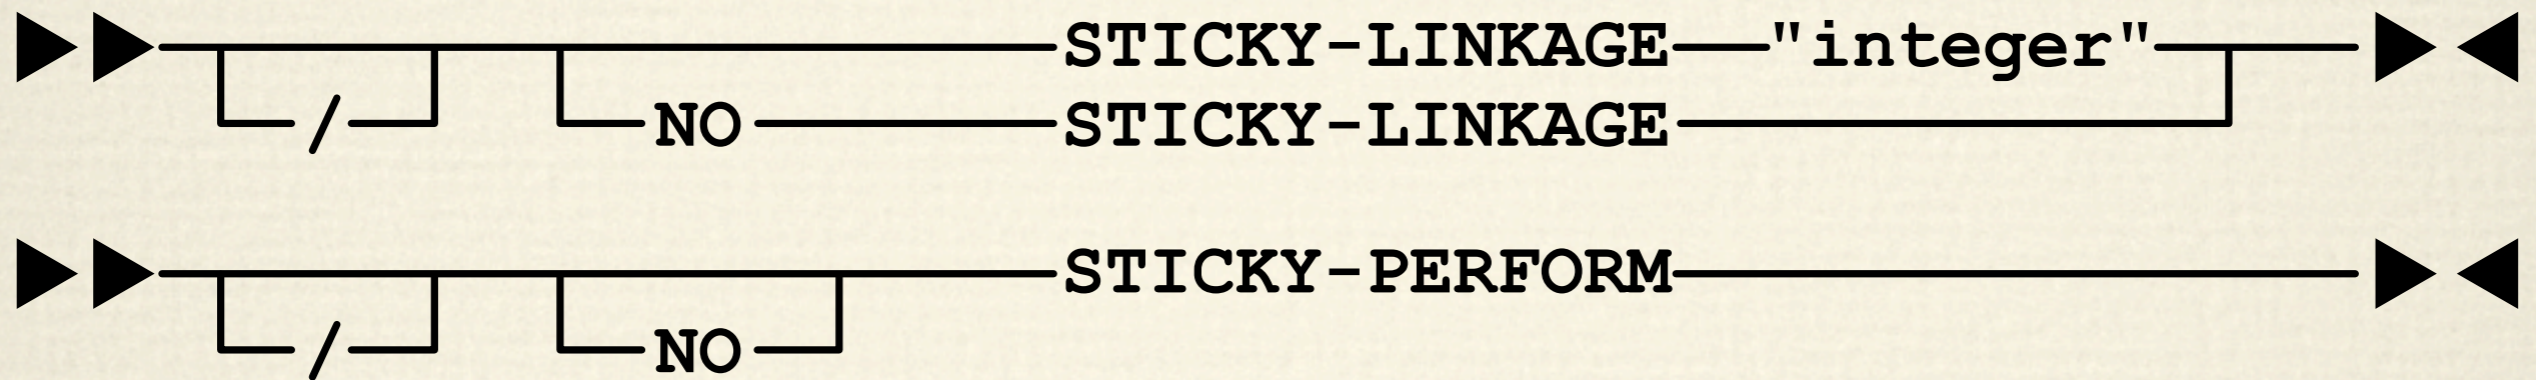 STICKY-LINKAGE "integer"
/ NO STICKY-LINKAGE
STICKY-PERFORM
/ NO